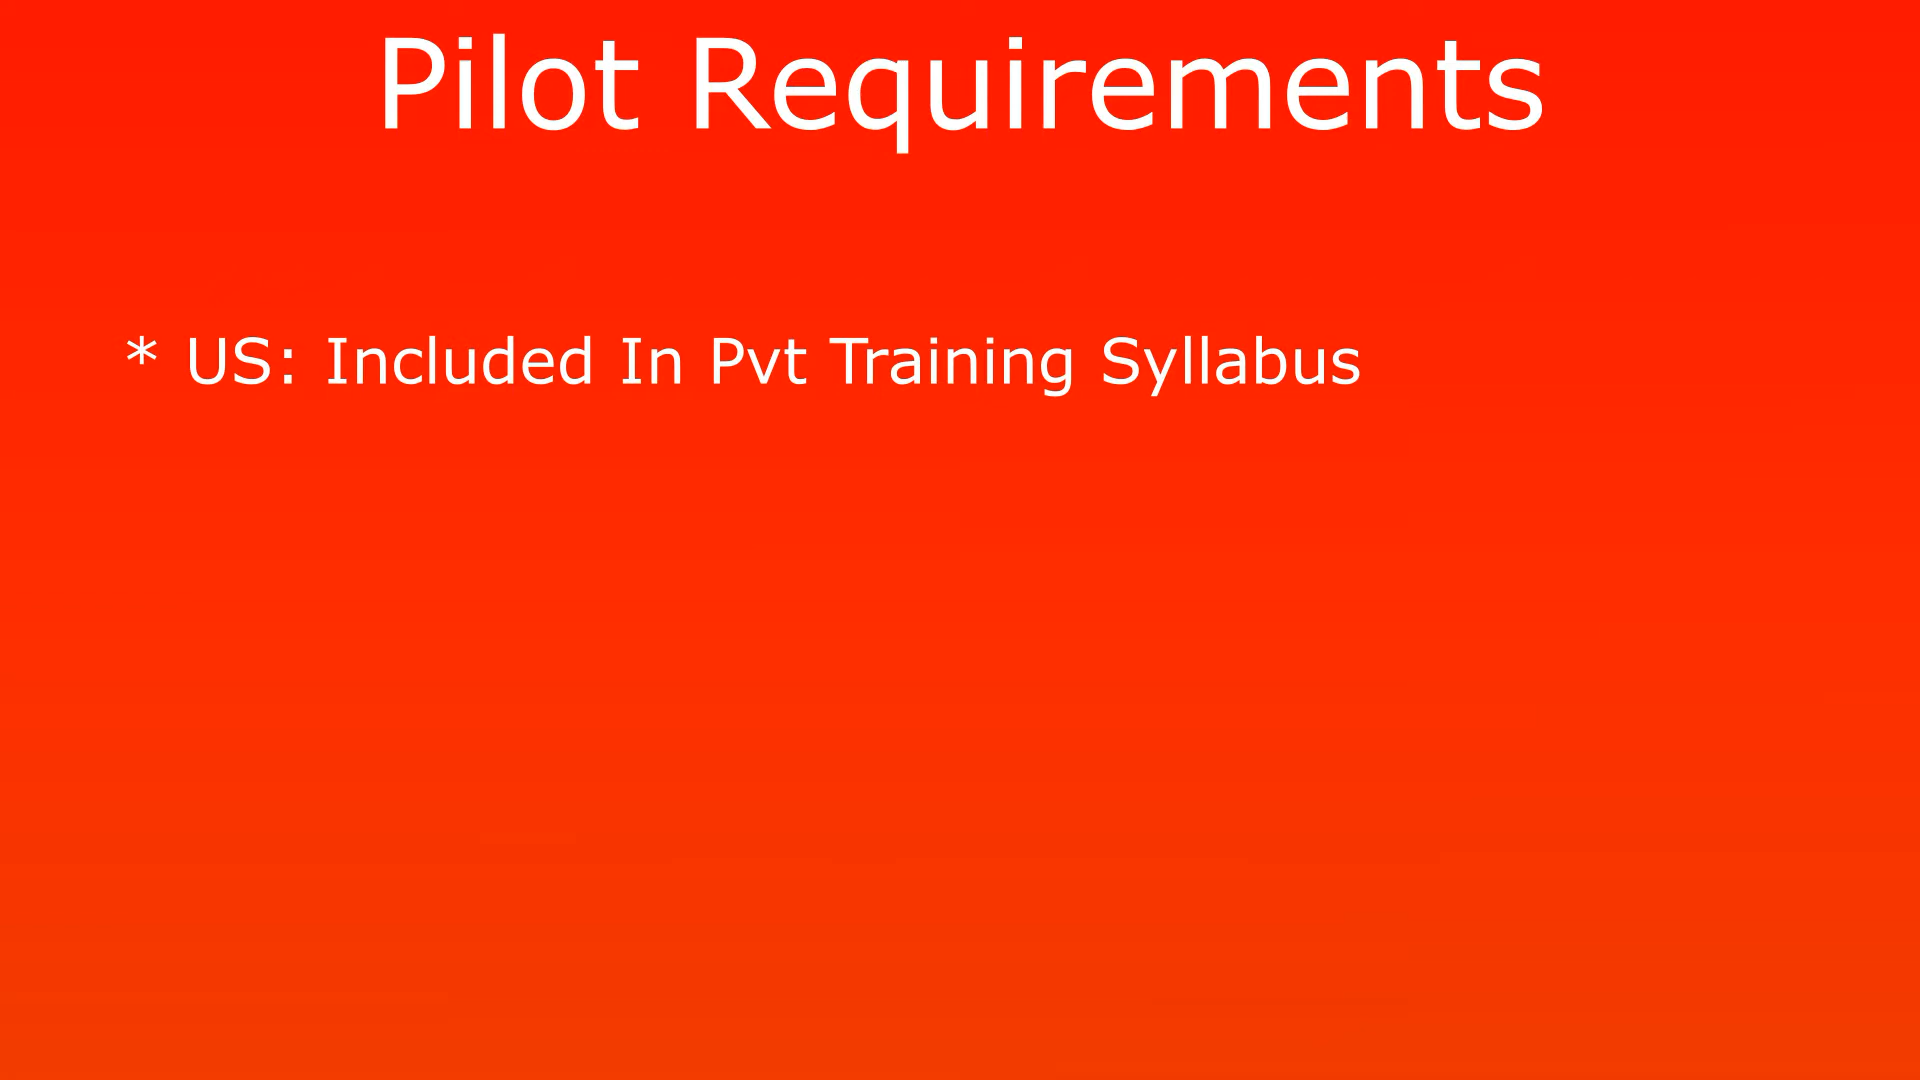 Pilot Requirements
* US: Included In Pvt Training Syllabus